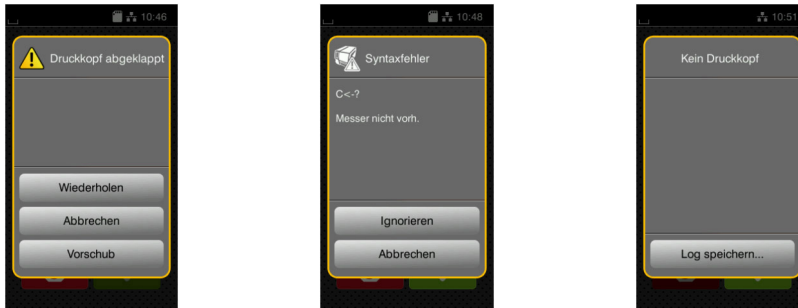 10:46
Druckkopf abgeklappt
Wiederholen
Abbrechen
Vorschub
10:48
Syntaxfehler
C<-?
Messer nicht vorh.
Ignorieren
Abbrechen
10:51
Kein Druckkopf
Log speichern...